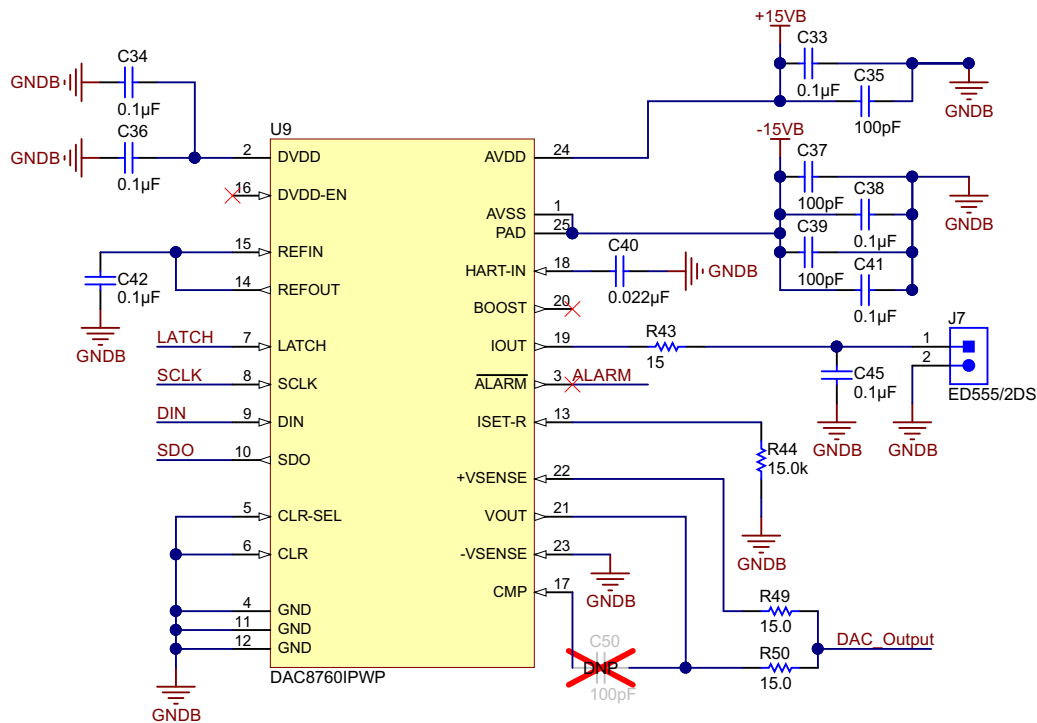 +15VB
C33
0.1µF
C35
100pF
GNDB
C34
GNDB
0.1µF
C36
GNDB
0.1µF
U9
2 DVDD
16 DVDD-EN
15 REFIN
14 REFOUT
C42
0.1µF
GNDB
LATCH 7 LATCH
SCLK 8 SCLK
DIN 9 DIN
SDO 10 SDO
5 CLR-SEL
6 CLR
4 GND
11 GND
12 GND
GNDB
DAC8760IPWP
AVDD 24
AVSS 1
PAD 25
HART-IN 18
BOOST 20
IOUT 19
ALARM 3 ALARM
ISET-R 13
+VSENSE 22
VOUT 21
-VSENSE 23
CMP 17
-15VB
C37
100pF
C38
0.1µF
C39
100pF
C41
0.1µF
GNDB
C40
0.022µF
GNDB
R43
15
C45
0.1µF
GNDB
J7
1
2
ED555/2DS
GNDB
R44
15.0k
GNDB
GNDB
R49
15.0
DAC_Output
R50
15.0
C50
DNP
100pF